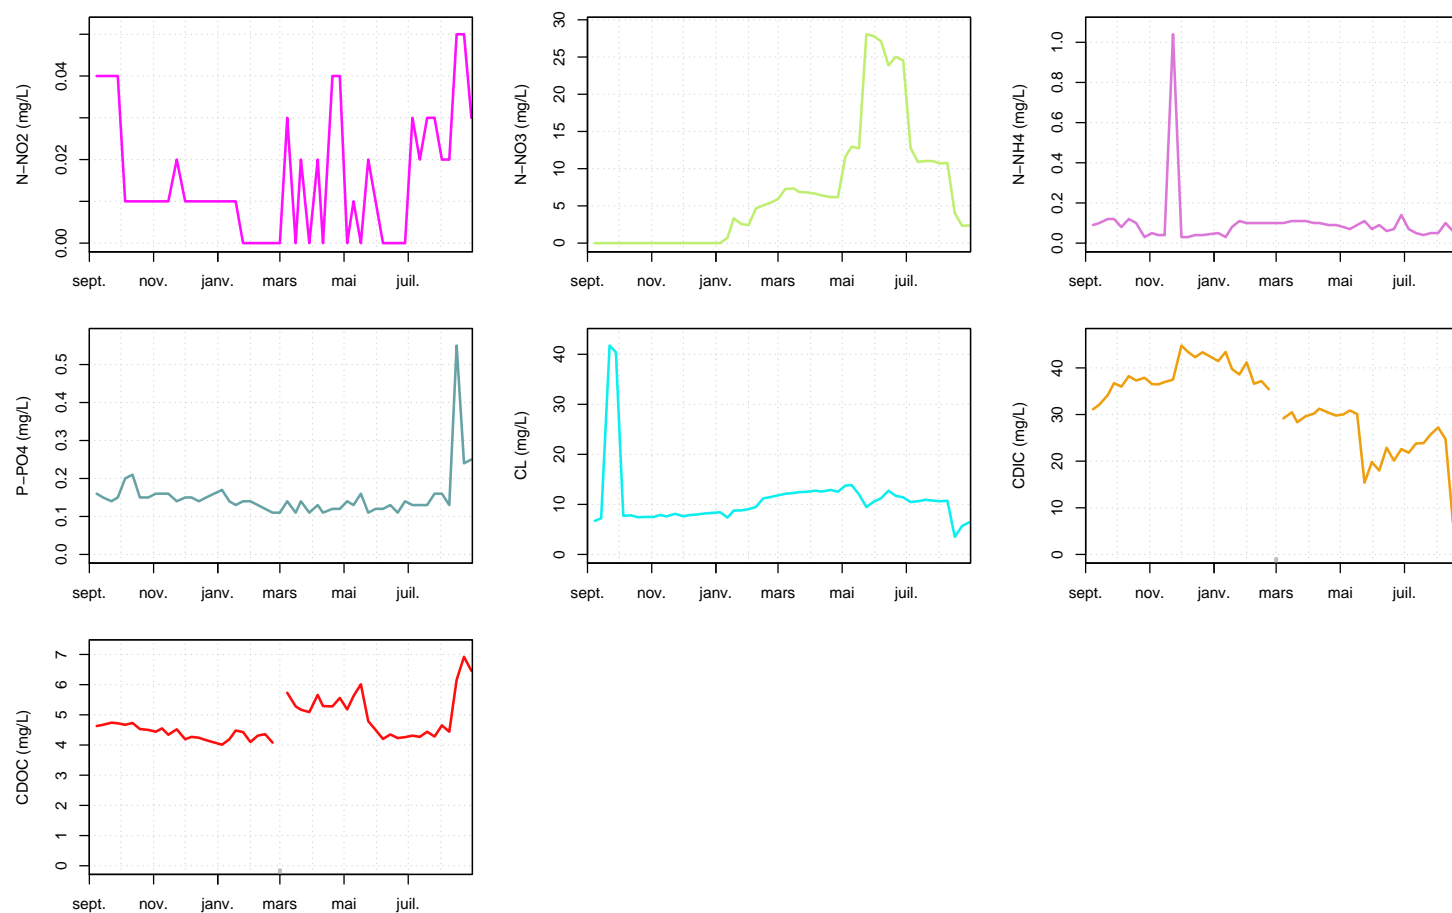 N−NO2 (mg/L)
0.00 0.02 0.04
sept. nov. janv. mars mai juil.
N−NO3 (mg/L)
0 5 10 15 20 25 30
sept. nov. janv. mars mai juil.
N−NH4 (mg/L)
0.0 0.2 0.4 0.6 0.8 1.0
sept. nov. janv. mars mai juil.
P−PO4 (mg/L)
0.0 0.1 0.2 0.3 0.4 0.5
sept. nov. janv. mars mai juil.
CL (mg/L)
0 10 20 30 40
sept. nov. janv. mars mai juil.
CDIC (mg/L)
0 10 20 30 40
sept. nov. janv. mars mai juil.
CDOC (mg/L)
0 1 2 3 4 5 6 7
sept. nov. janv. mars mai juil.